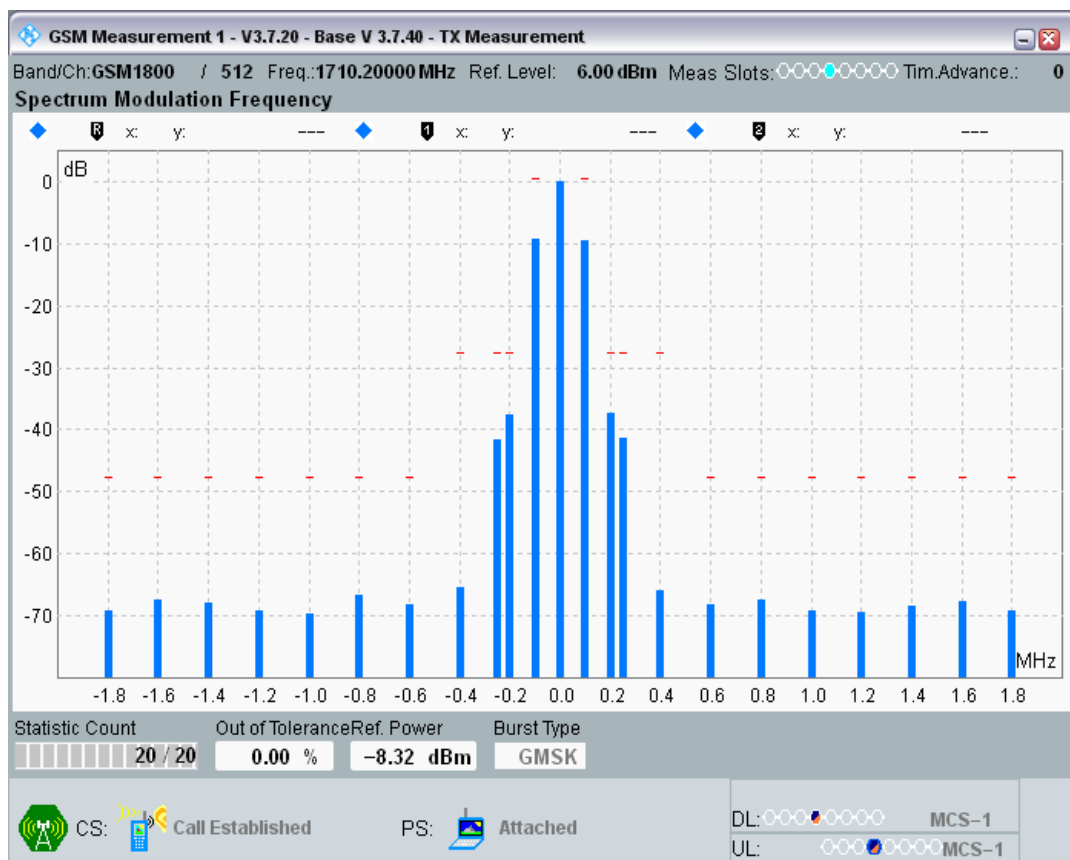 GSM Measurement 1 - V3.7.20 - Base V 3.7.40 - TX Measurement
Band/Ch:GSM1800 / 512 Freq.:1710.20000 MHz Ref. Level: 6.00 dBm Meas Slots: Tim.Advance.: 0
Spectrum Modulation Frequency
R x: y: --- 1 x: y: --- 2 x: y: ---
dB
0
-10
-20
-30
-40
-50
-60
-70
MHz
-1.8 -1.6 -1.4 -1.2 -1.0 -0.8 -0.6 -0.4 -0.2 0.0 0.2 0.4 0.6 0.8 1.0 1.2 1.4 1.6 1.8
Statistic Count Out of Tolerance Ref. Power Burst Type
20 / 20 0.00 % −8.32 dBm GMSK
CS: Call Established PS: Attached
DL: MCS−1
UL: MCS−1